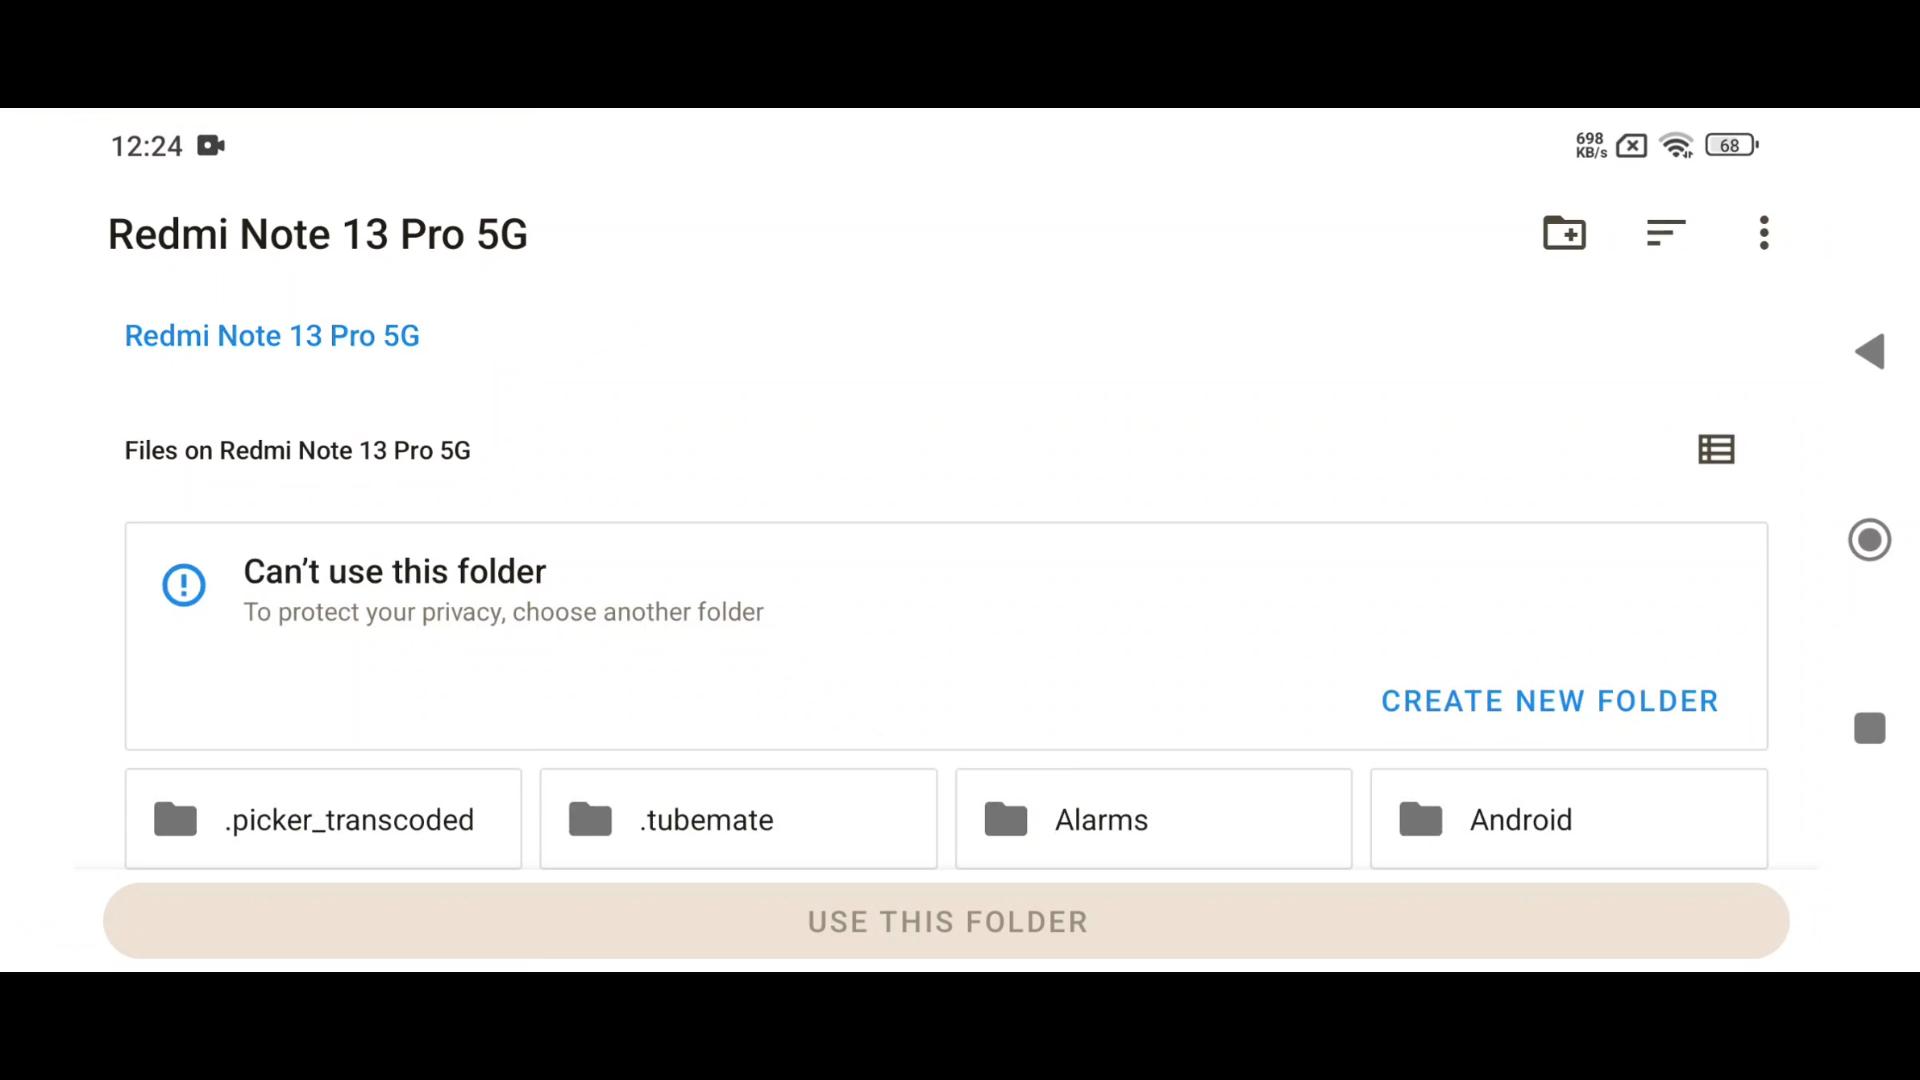 12:24
698
KB/s
68
Redmi Note 13 Pro 5G
Redmi Note 13 Pro 5G
Files on Redmi Note 13 Pro 5G
Can’t use this folder
To protect your privacy, choose another folder
CREATE NEW FOLDER
.picker_transcoded
.tubemate
Alarms
Android
USE THIS FOLDER